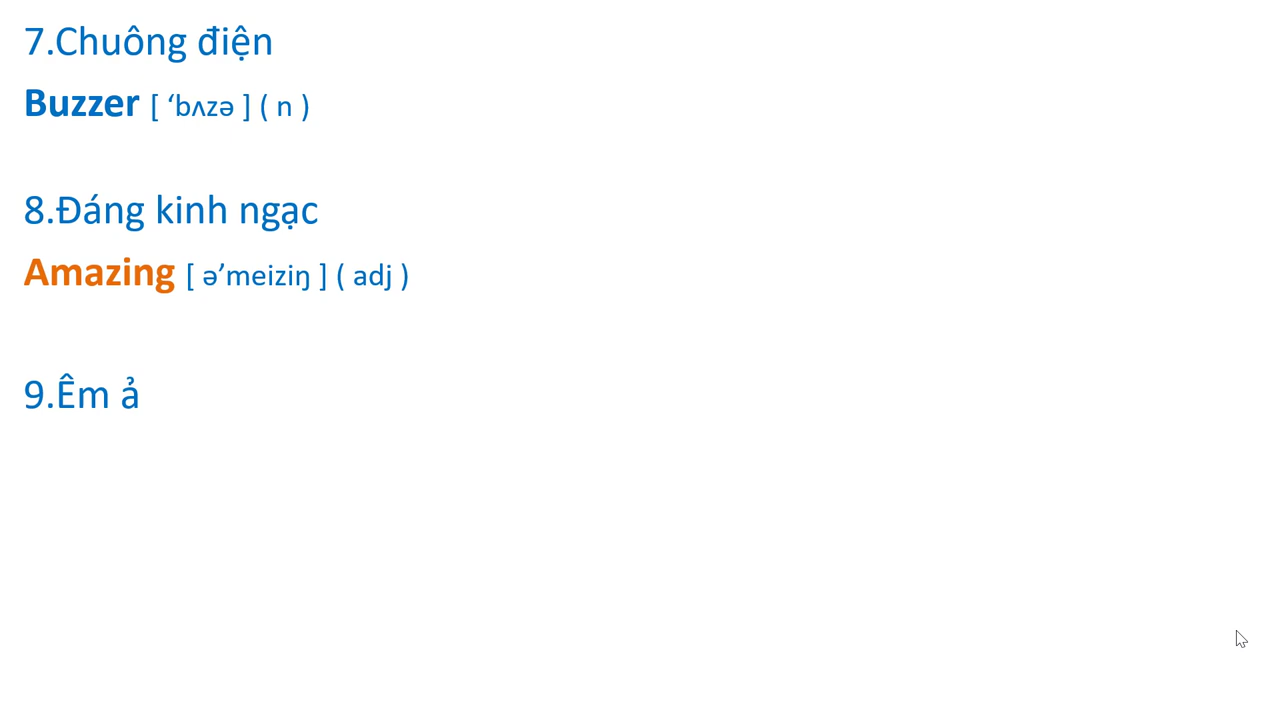 7.Chuông điện
Buzzer [ ‘bʌzə ] ( n )
8.Đáng kinh ngạc
Amazing [ ə’meiziŋ ] ( adj )
9.Êm ả